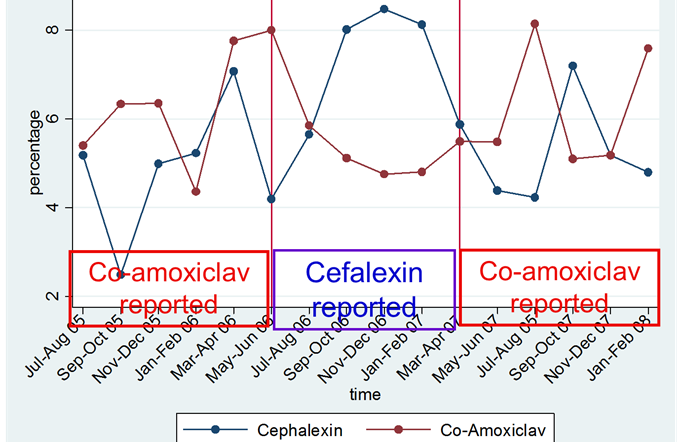 percentage
8
6
4
2
Co-amoxiclav
reported
Cefalexin
reported
Co-amoxiclav
reported
Jul-Aug 05
Sep-Oct 05
Nov-Dec 05
Jan-Feb 06
Mar-Apr 06
May-Jun 06
Jul-Aug 06
Sep-Oct 06
Nov-Dec 06
Jan-Feb 07
Mar-Apr 07
May-Jun 07
Jul-Aug 07
Sep-Oct 07
Nov-Dec 07
Jan-Feb 08
time
Cephalexin
Co-Amoxiclav